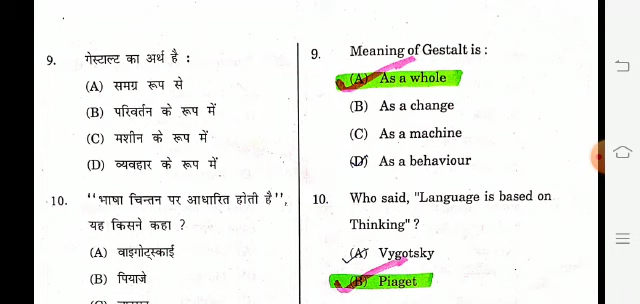 9. गेस्टाल्ट का अर्थ है :
(A) समग्र रूप से
(B) परिवर्तन के रूप में
(C) मशीन के रूप में
(D) व्यवहार के रूप में
10. "भाषा चिन्तन पर आधारित होती है",
यह किसने कहा ?
(A) वाइगोट्स्काई
(B) पियाजे
9. Meaning of Gestalt is :
(A) As a whole
(B) As a change
(C) As a machine
(D) As a behaviour
10. Who said, "Language is based on
Thinking" ?
(A) Vygotsky
(B) Piaget